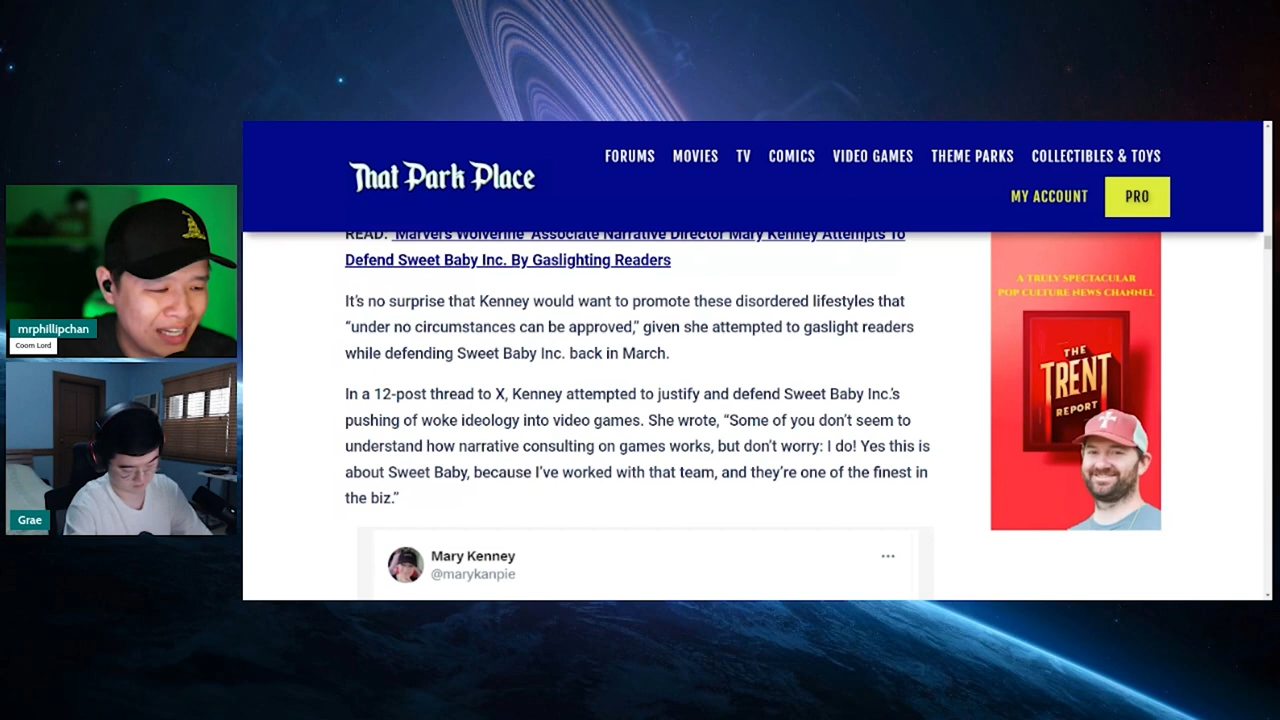 That Park Place
FORUMS MOVIES TV COMICS VIDEO GAMES THEME PARKS COLLECTIBLES & TOYS
MY ACCOUNT PRO
READ: "Marvel's Wolverine' Associate Narrative Director Mary Kenney Attempts To
Defend Sweet Baby Inc. By Gaslighting Readers
It's no surprise that Kenney would want to promote these disordered lifestyles that
“under no circumstances can be approved,” given she attempted to gaslight readers
while defending Sweet Baby Inc. back in March.
In a 12-post thread to X, Kenney attempted to justify and defend Sweet Baby Inc.'s
pushing of woke ideology into video games. She wrote, “Some of you don't seem to
understand how narrative consulting on games works, but don't worry: I do! Yes this is
about Sweet Baby, because I've worked with that team, and they're one of the finest in
the biz.”
Mary Kenney
@marykanpie
A TRULY SPECTACULAR
POP CULTURE NEWS CHANNEL
THE
TRENT
REPORT
mrphillipchan
Coom Lord
Grae